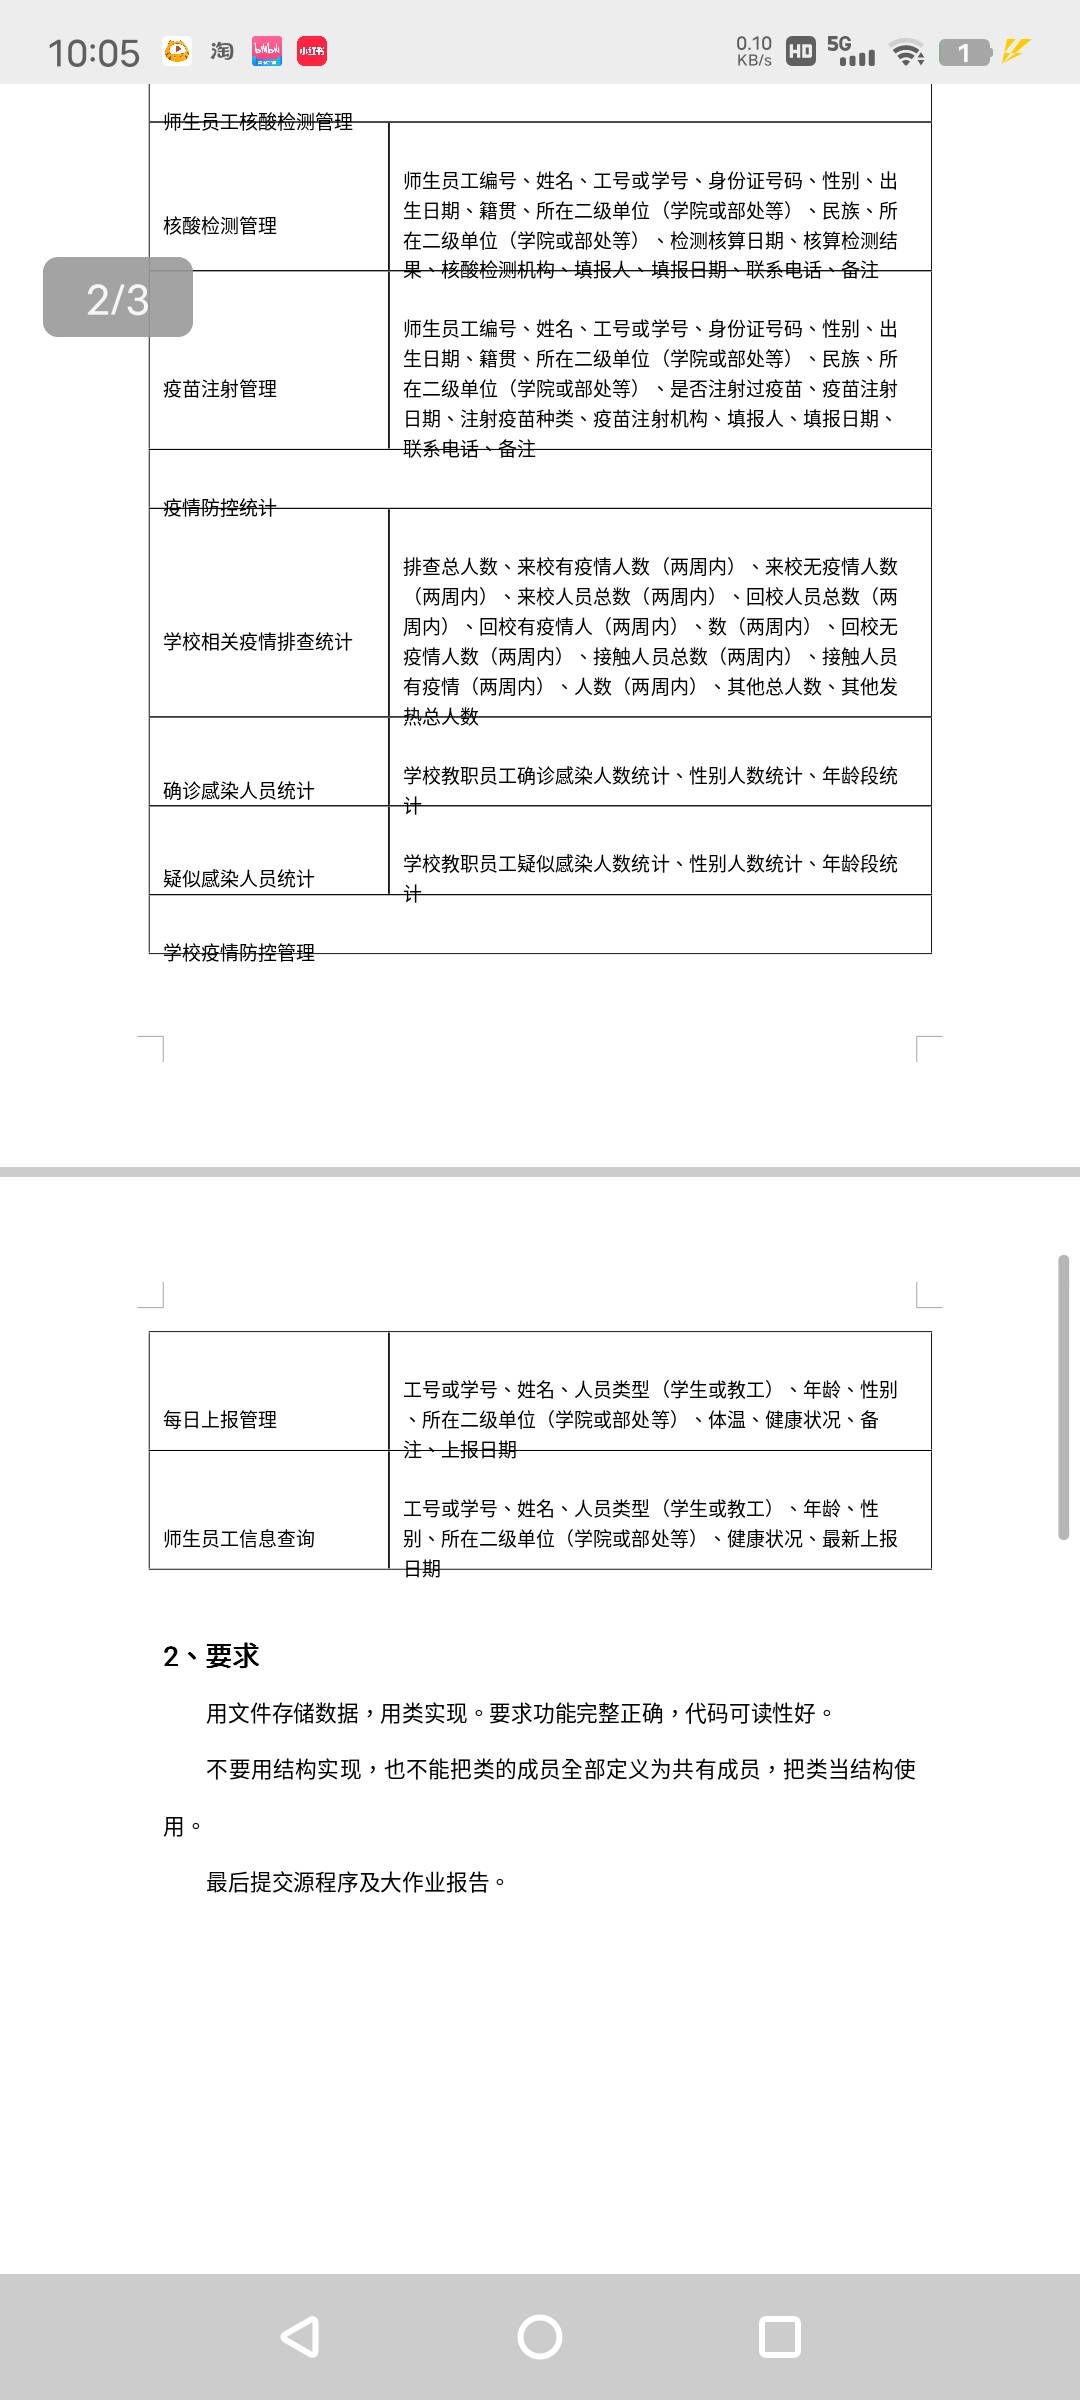 10:05
淘
bilibili
小红书
0.10
KB/s
HD
5G
1
师生员工核酸检测管理
核酸检测管理
师生员工编号、姓名、工号或学号、身份证号码、性别、出
生日期、籍贯、所在二级单位（学院或部处等）、民族、所
在二级单位（学院或部处等）、检测核算日期、核算检测结
果、核酸检测机构、填报人、填报日期、联系电话、备注
2/3
疫苗注射管理
师生员工编号、姓名、工号或学号、身份证号码、性别、出
生日期、籍贯、所在二级单位（学院或部处等）、民族、所
在二级单位（学院或部处等）、是否注射过疫苗、疫苗注射
日期、注射疫苗种类、疫苗注射机构、填报人、填报日期、
联系电话、备注
疫情防控统计
学校相关疫情排查统计
排查总人数、来校有疫情人数（两周内）、来校无疫情人数
（两周内）、来校人员总数（两周内）、回校人员总数（两
周内）、回校有疫情人（两周内）、数（两周内）、回校无
疫情人数（两周内）、接触人员总数（两周内）、接触人员
有疫情（两周内）、人数（两周内）、其他总人数、其他发
热总人数
确诊感染人员统计
学校教职员工确诊感染人数统计、性别人数统计、年龄段统
计
疑似感染人员统计
学校教职员工疑似感染人数统计、性别人数统计、年龄段统
计
学校疫情防控管理
每日上报管理
工号或学号、姓名、人员类型（学生或教工）、年龄、性别
、所在二级单位（学院或部处等）、体温、健康状况、备
注、上报日期
师生员工信息查询
工号或学号、姓名、人员类型（学生或教工）、年龄、性
别、所在二级单位（学院或部处等）、健康状况、最新上报
日期
2、要求
用文件存储数据，用类实现。要求功能完整正确，代码可读性好。
不要用结构实现，也不能把类的成员全部定义为共有成员，把类当结构使
用。
最后提交源程序及大作业报告。